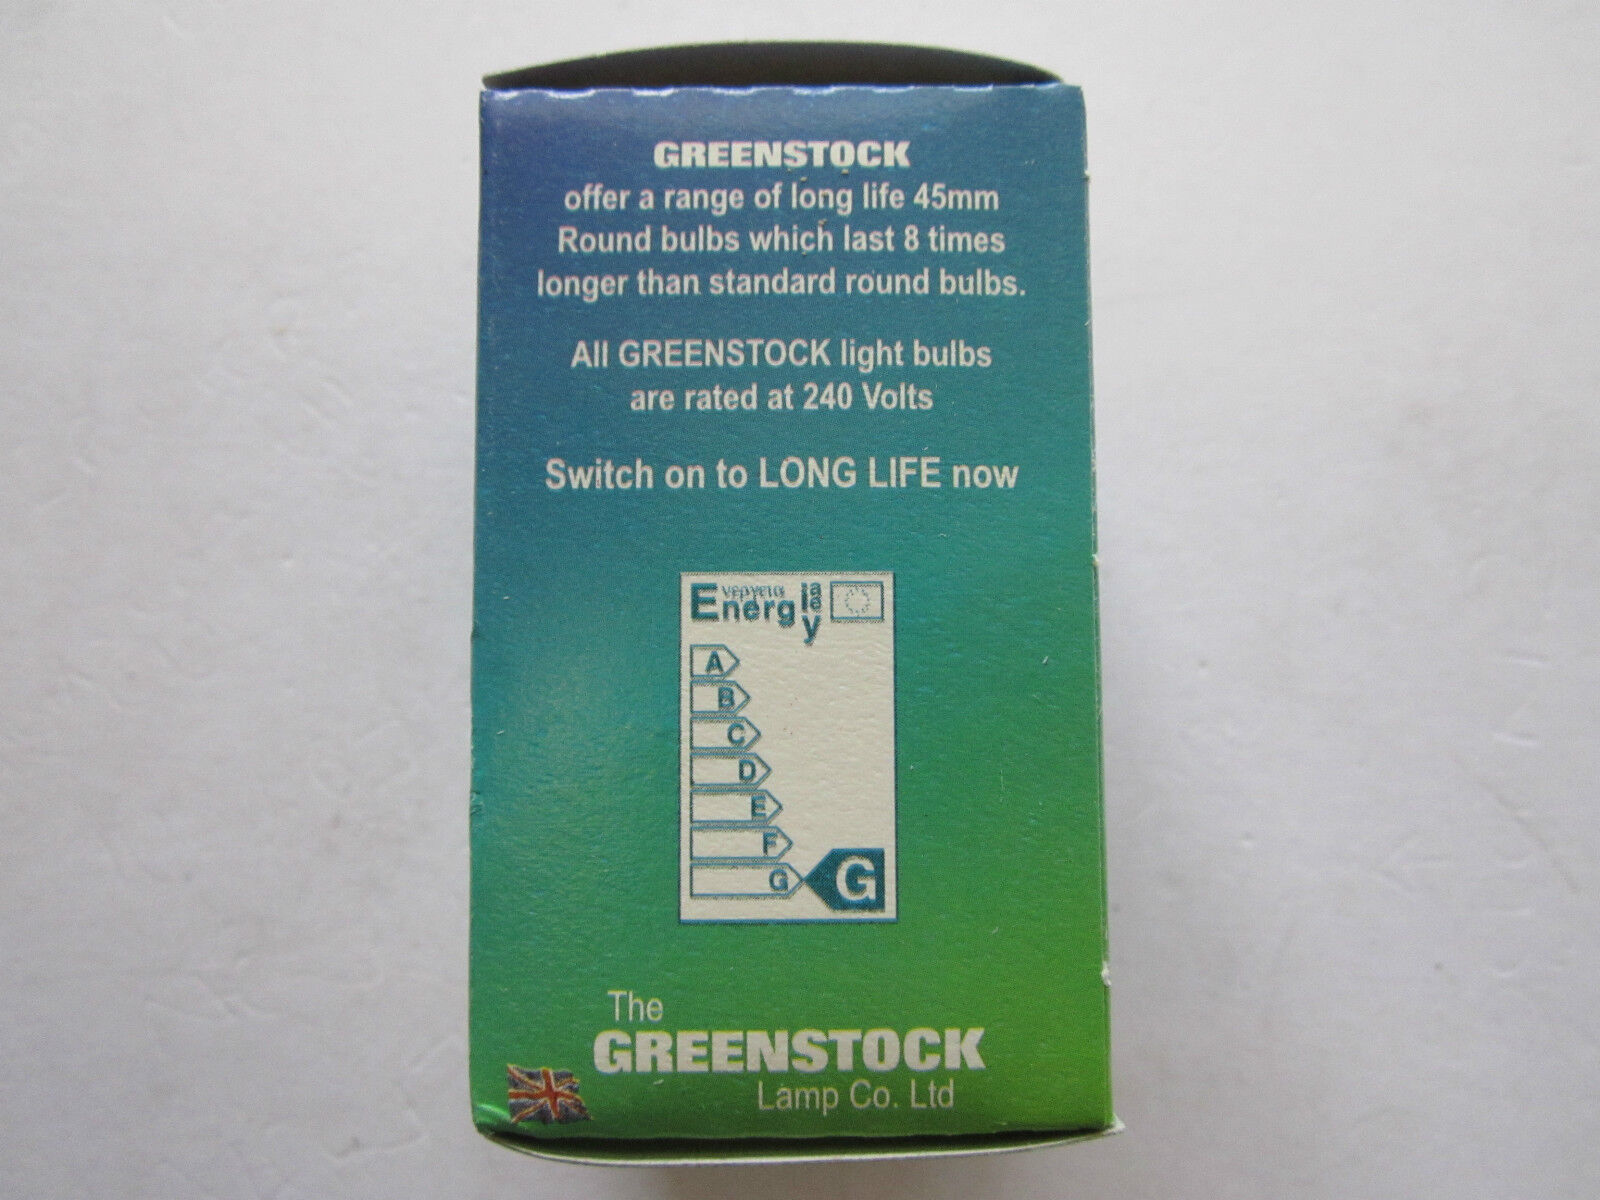 GREENSTOCK
offer a range of long life 45mm
Round bulbs which last 8 times
longer than standard round bulbs.
All GREENSTOCK light bulbs
are rated at 240 Volts
Switch on to LONG LIFE now
Energy
ενεργεια
A
B
C
D
E
F
G G
The
GREENSTOCK
Lamp Co. Ltd